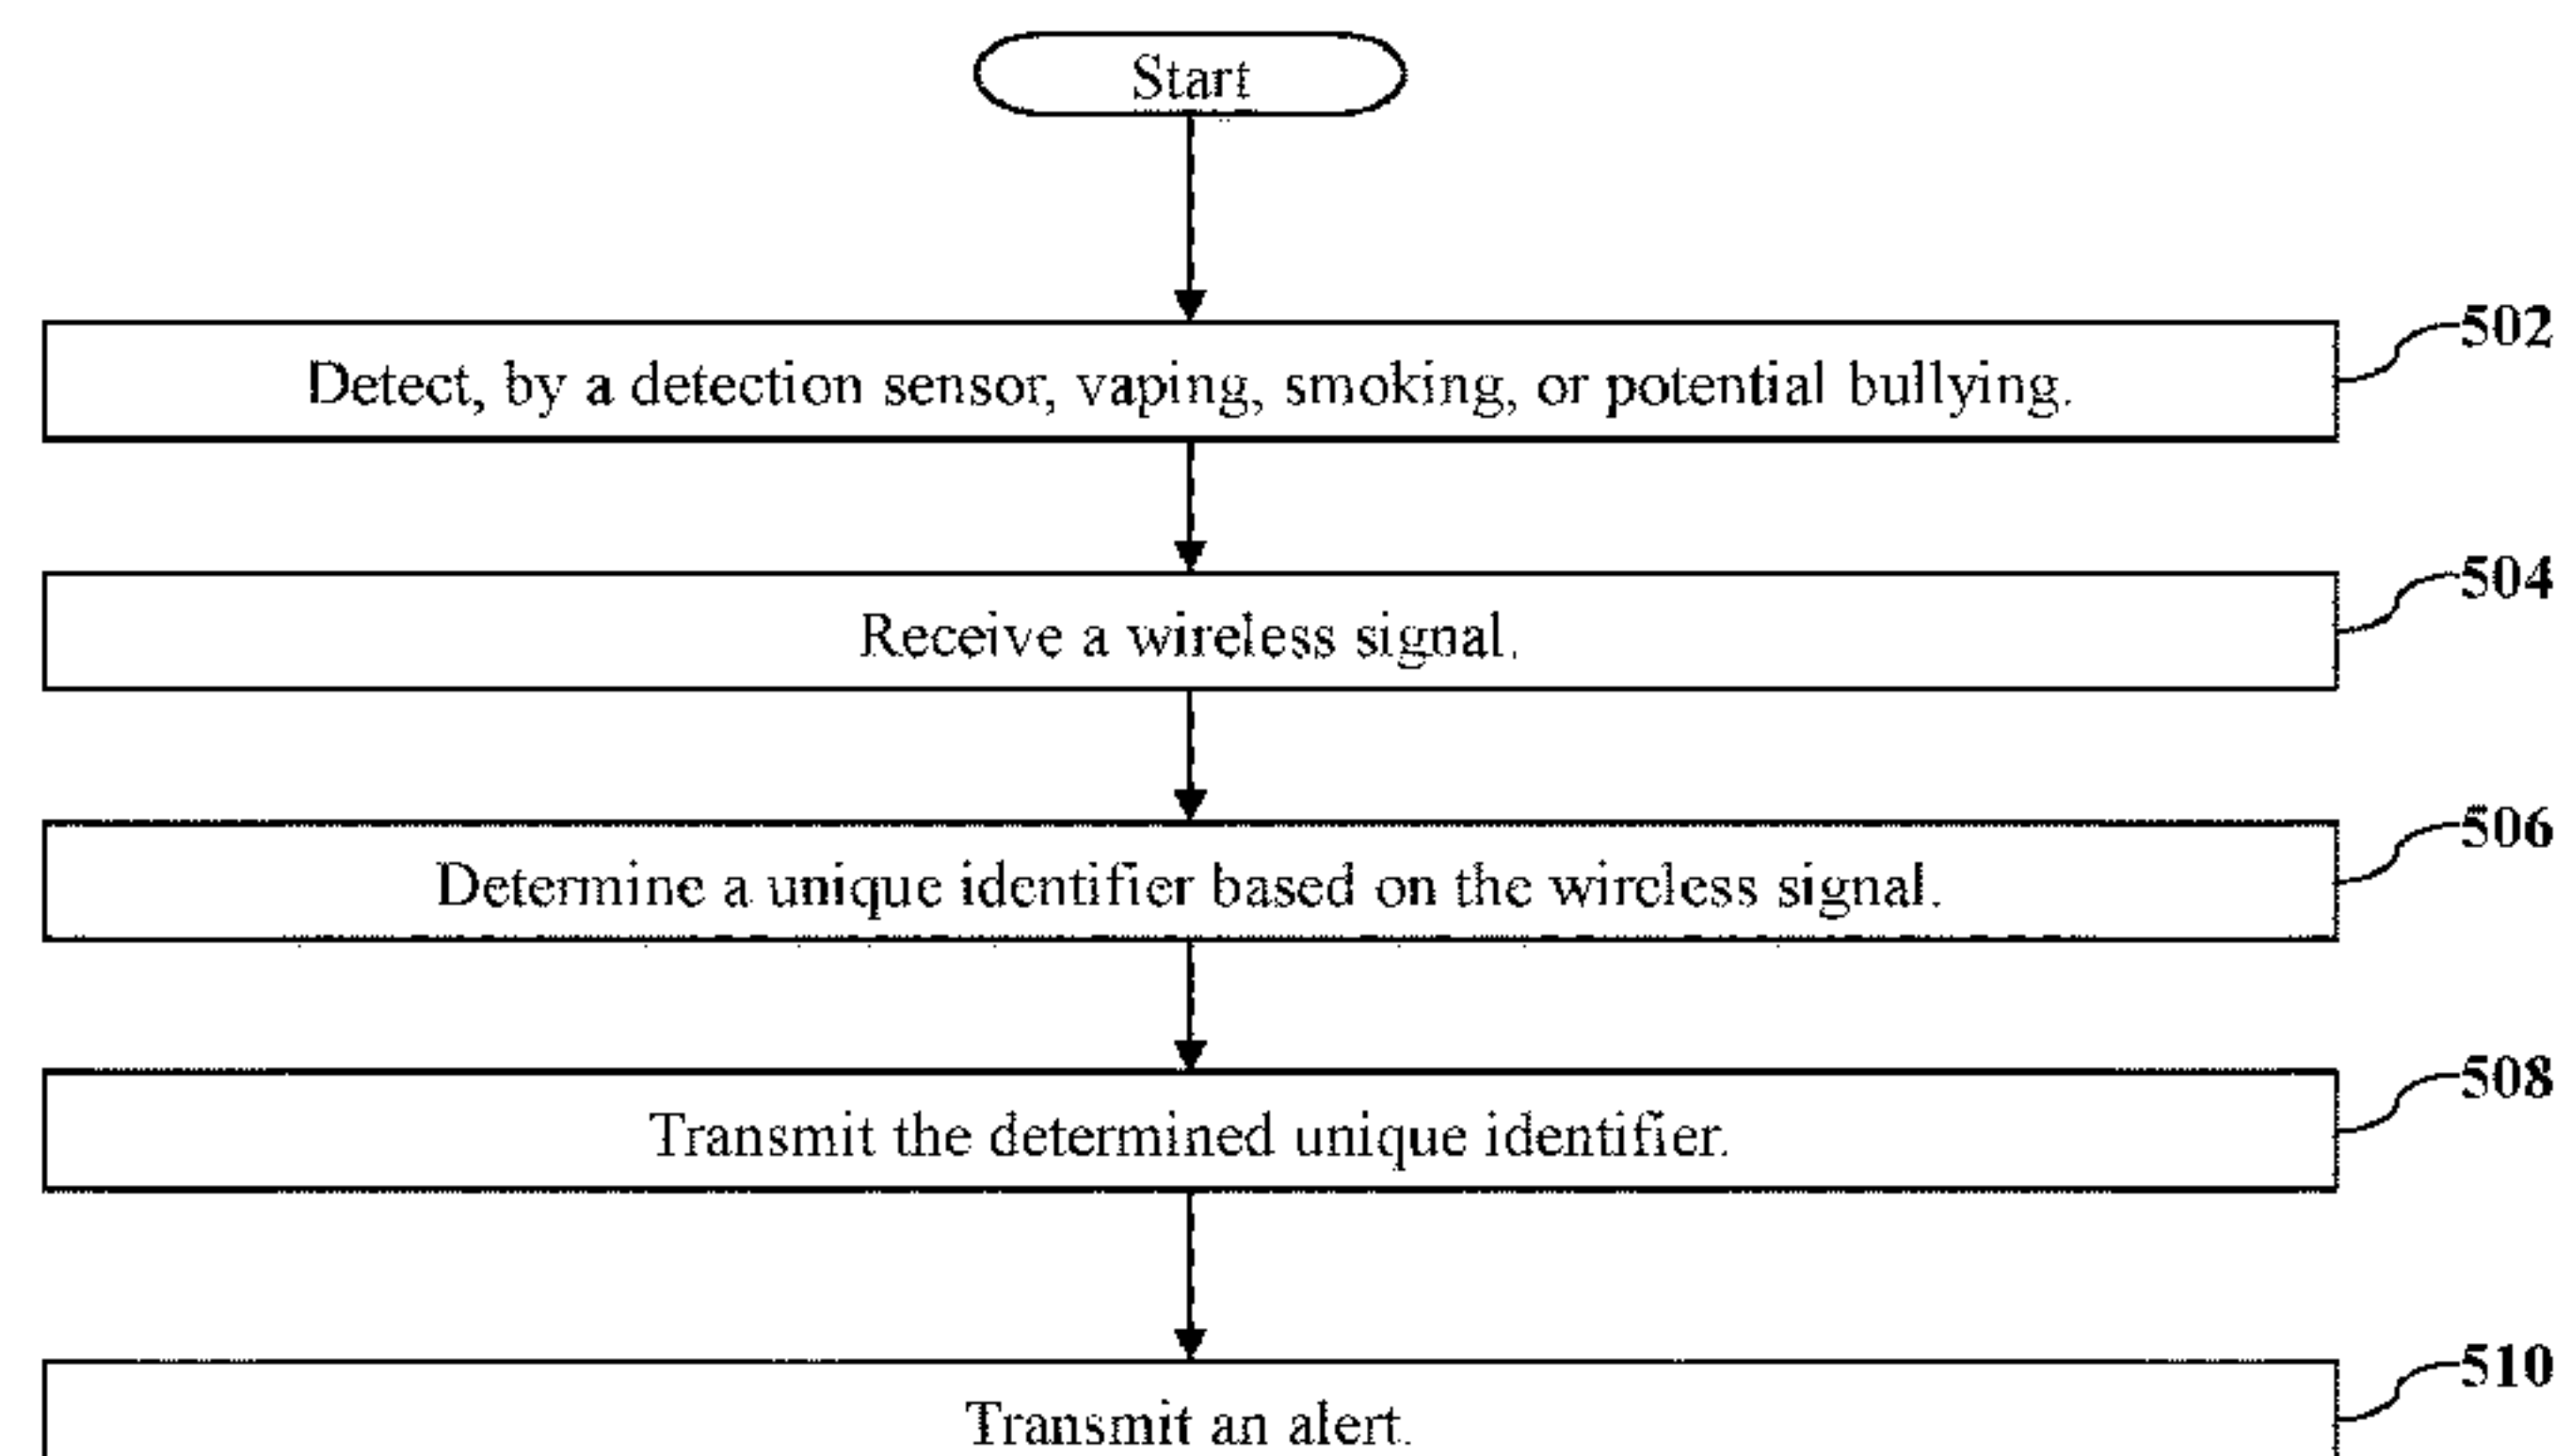 Start
502
Detect, by a detection sensor, vaping, smoking, or potential bullying.
504
Receive a wireless signal.
506
Determine a unique identifier based on the wireless signal.
508
Transmit the determined unique identifier.
510
Transmit an alert.